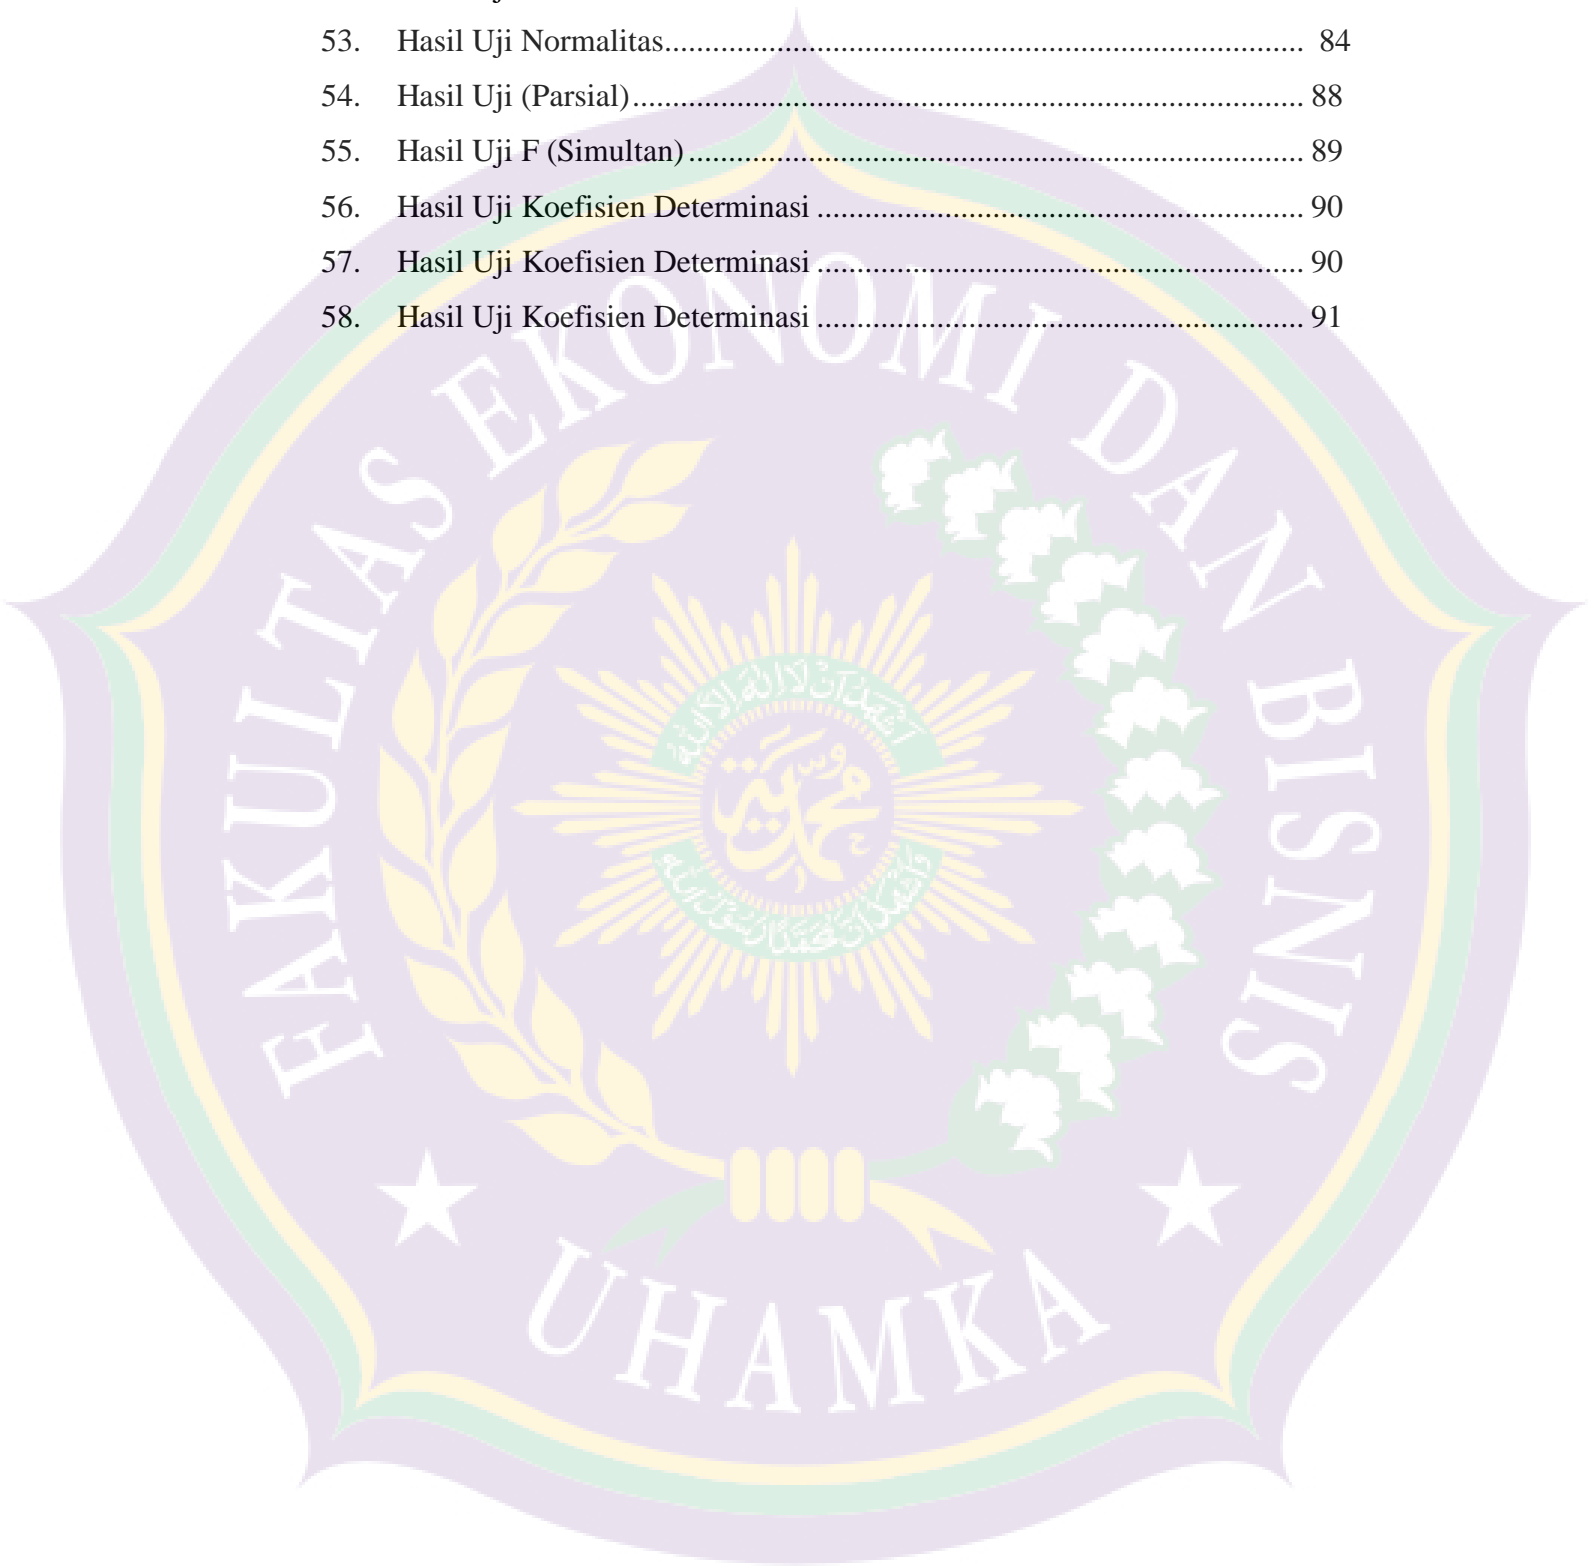 53. Hasil Uji Normalitas................................................................................ 84
54. Hasil Uji (Parsial).................................................................................... 88
55. Hasil Uji F (Simultan)............................................................................. 89
56. Hasil Uji Koefisien Determinasi............................................................. 90
57. Hasil Uji Koefisien Determinasi............................................................. 90
58. Hasil Uji Koefisien Determinasi............................................................. 91
FAKULTAS EKONOMI DAN BISNIS
محمدية
UHAMKA